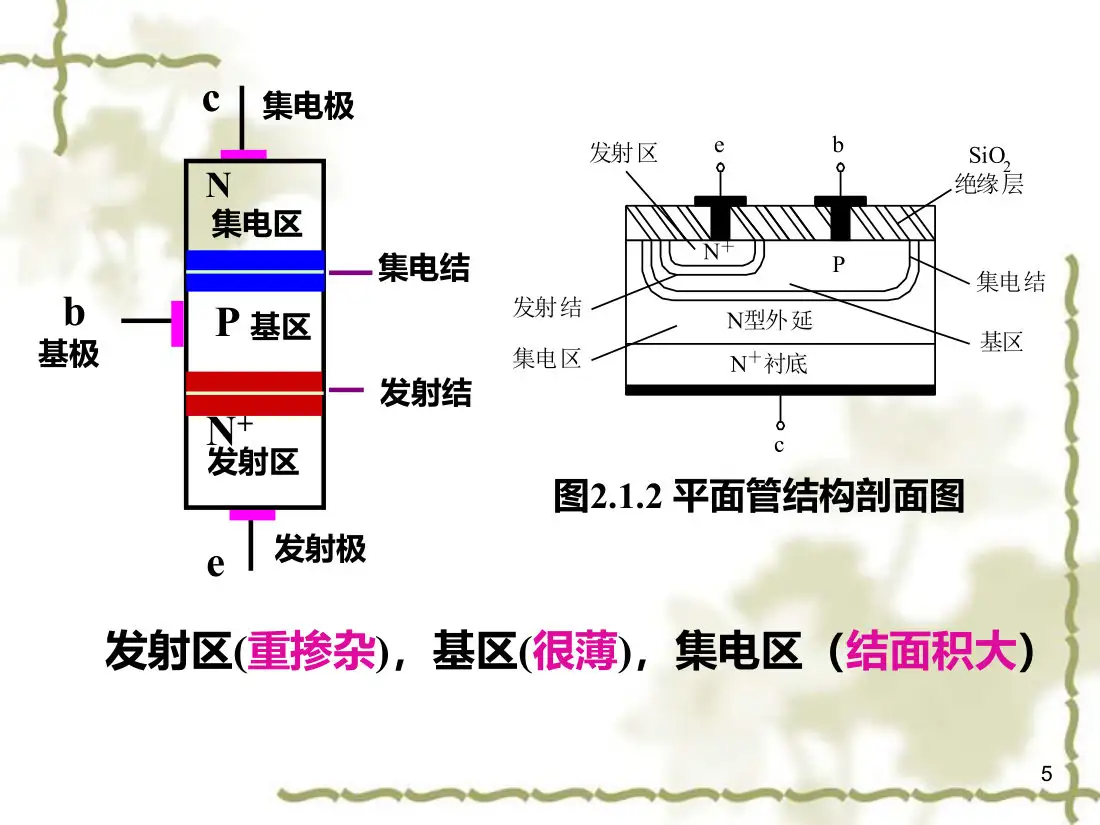 c 集电极
N
集电区
集电结
b
基极
P 基区
发射结
N+
发射区
e 发射极
发射区 e b SiO2
绝缘层
N+ P
集电结
发射结
N型外延
集电区
基区
N+衬底
c
图2.1.2 平面管结构剖面图
发射区(重掺杂)，基区(很薄)，集电区（结面积大）
5